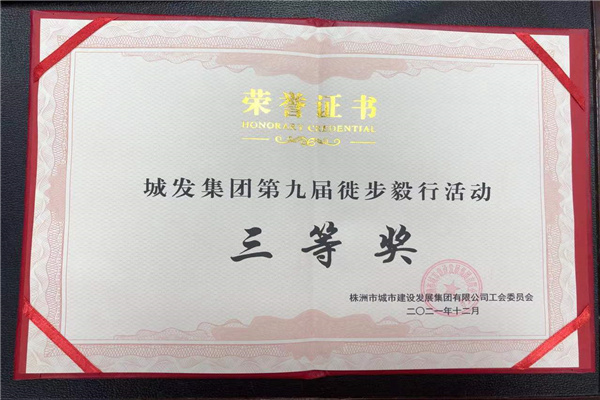 荣誉证书
HONORARY CREDENTIAL
城发集团第九届徙步毅行活动
三等奖
株洲市城市建设发展集团有限公司工会委员会
二〇二一年十二月